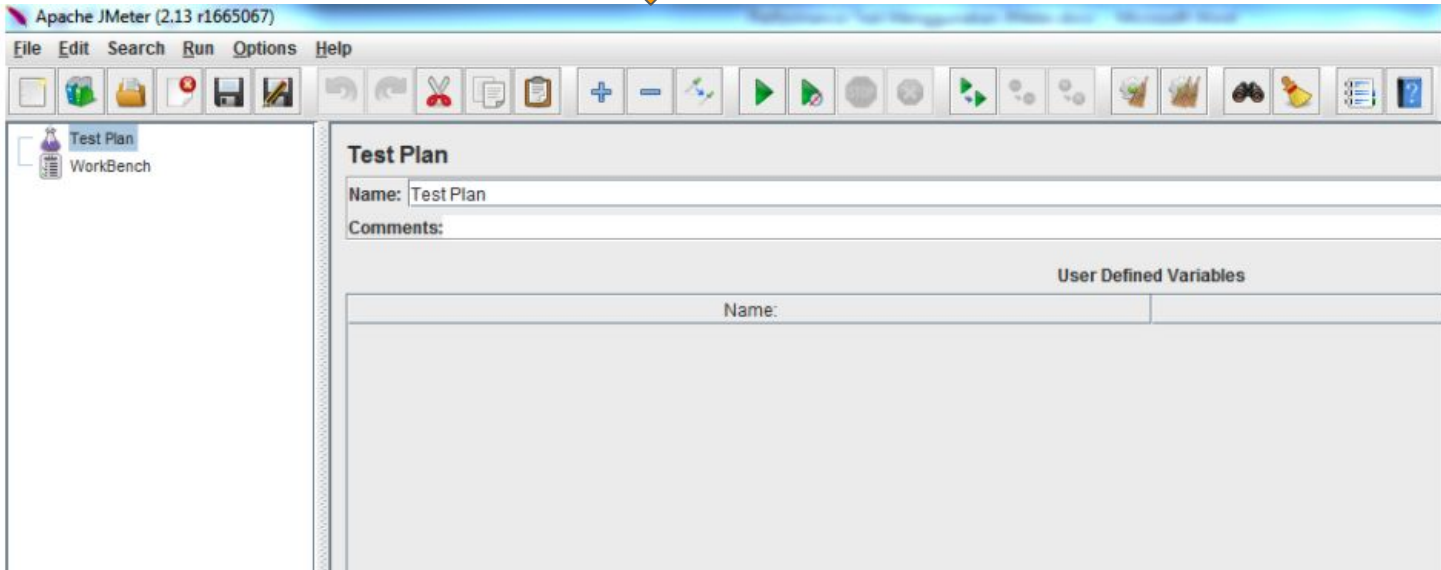 Apache JMeter (2.13 r1665067)
File Edit Search Run Options Help
Test Plan
WorkBench
Test Plan
Name: Test Plan
Comments:
User Defined Variables
Name: